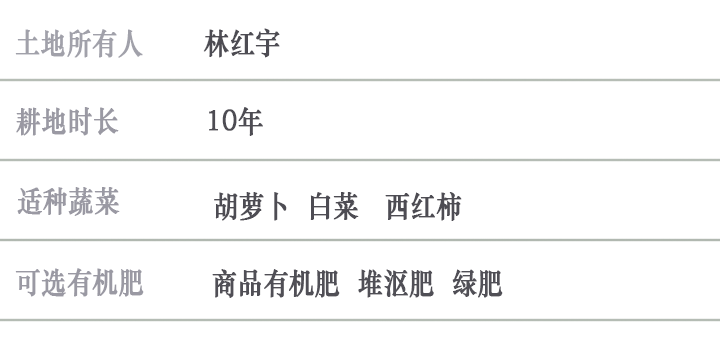 土地所有人 林红宇
耕地时长 10年
适种蔬菜 胡萝卜 白菜 西红柿
可选有机肥 商品有机肥 堆沤肥 绿肥